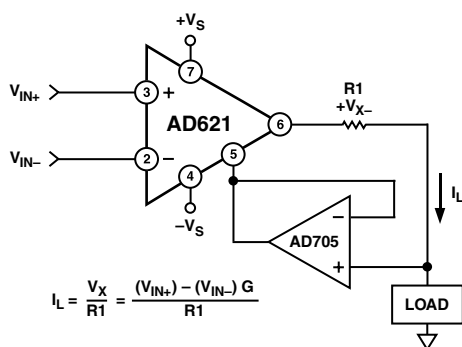 +VS
7
VIN+
3
+
AD621
6
R1
+VX–
VIN–
2
–
5
4
–VS
–
AD705
+
IL
LOAD
IL = VX / R1 = (VIN+) – (VIN–) G / R1